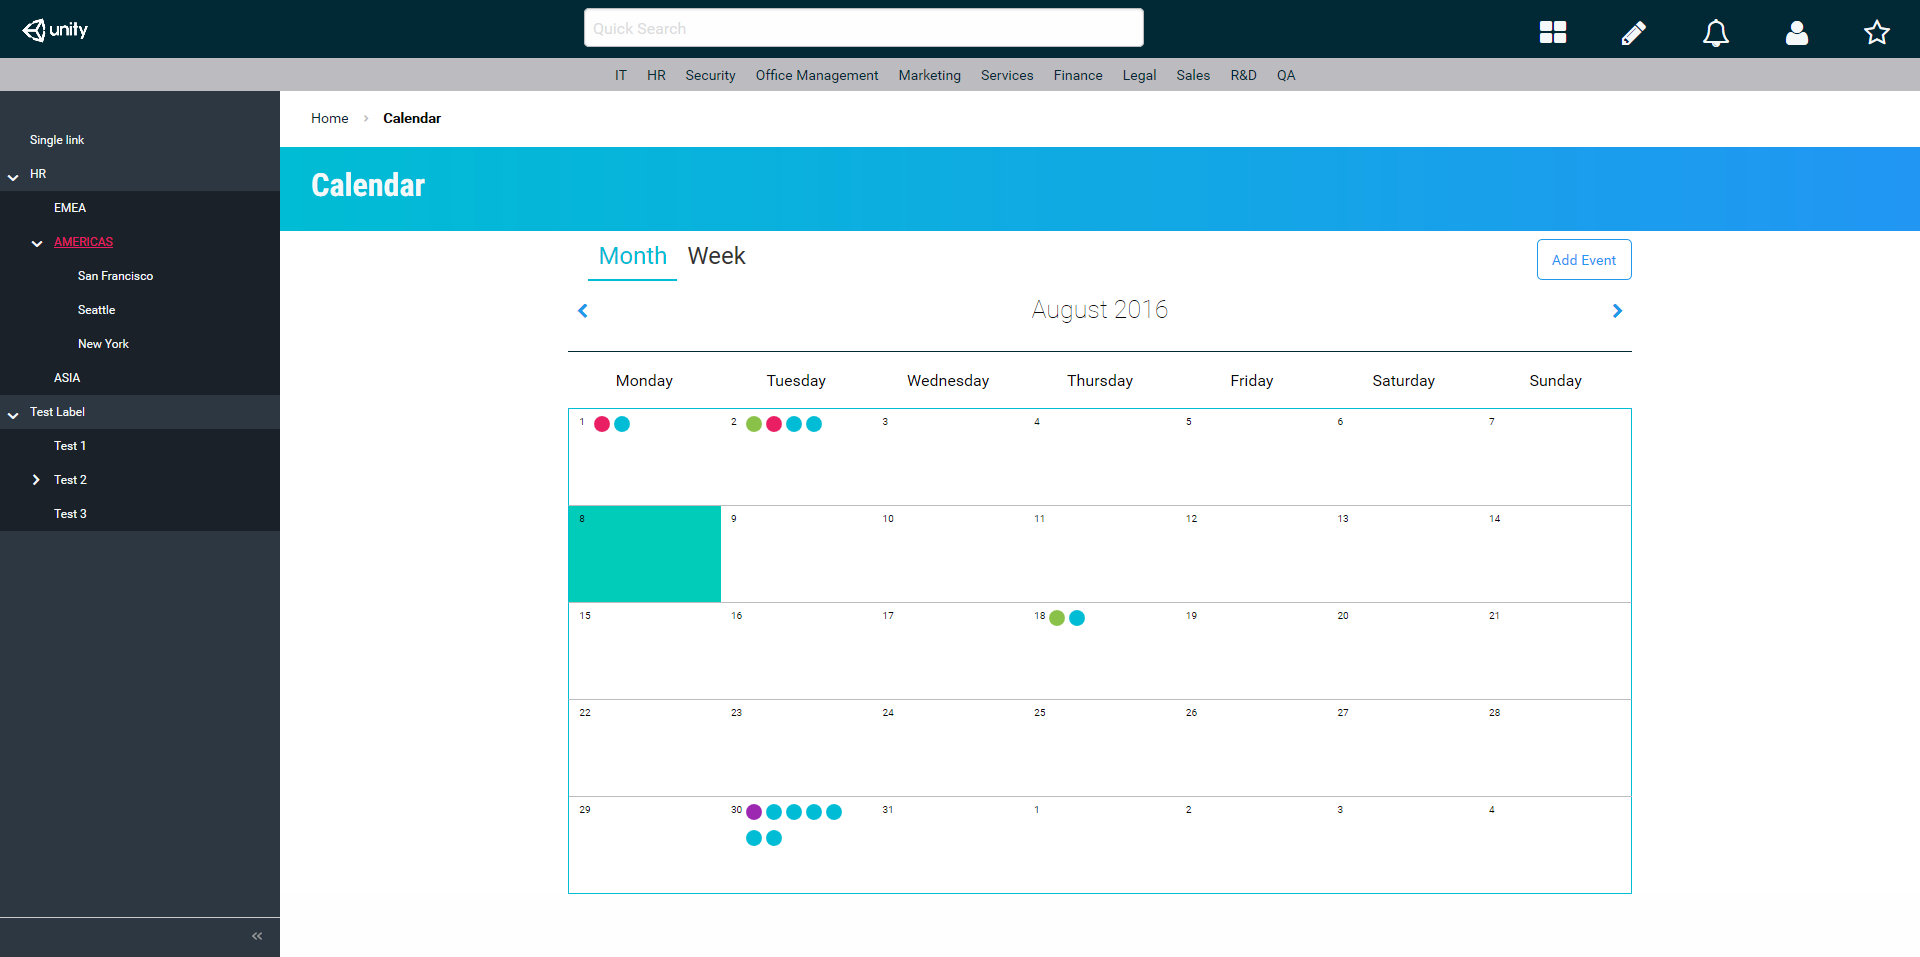 unity
Quick Search
IT HR Security Office Management Marketing Services Finance Legal Sales R&D QA
Single link
HR
EMEA
AMERICAS
San Francisco
Seattle
New York
ASIA
Test Label
Test 1
Test 2
Test 3
Home > Calendar
Calendar
Month Week
Add Event
August 2016
Monday Tuesday Wednesday Thursday Friday Saturday Sunday
1 2 3 4 5 6 7
8 9 10 11 12 13 14
15 16 17 18 19 20 21
22 23 24 25 26 27 28
29 30 31 1 2 3 4